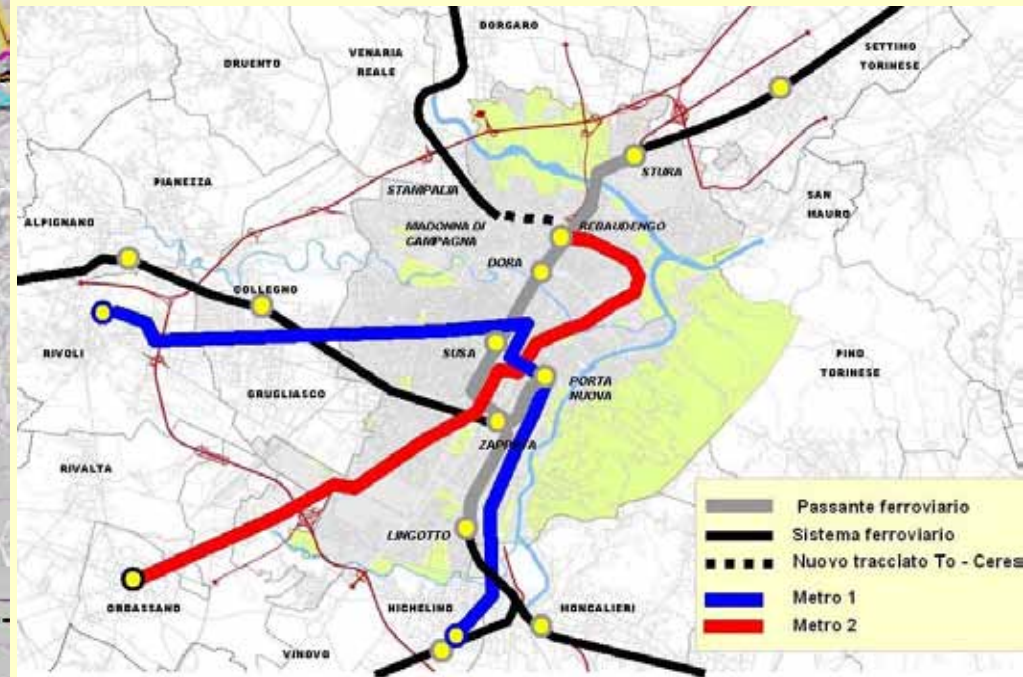 DORGARO
VENARIA
REALE
DRUENTO
SETTIMO
TORINESE
STURA
PIANEZZA
STAMPALIA
SAN
MAURO
ALPIGNANO
MADONNA DI
CAMPAGNA
REBAUDENGO
DORA
COLLEGNO
RIVOLI
SUSA
PINO
TORINESE
GRUGLIASCO
PORTA
NUOVA
ZAPPATA
RIVALTA
LINGOTTO
ORBASSANO
NICHELINO
MONCALIERI
VINOVO
Passante ferroviario
Sistema ferroviario
Nuovo tracciato To - Ceres
Metro 1
Metro 2